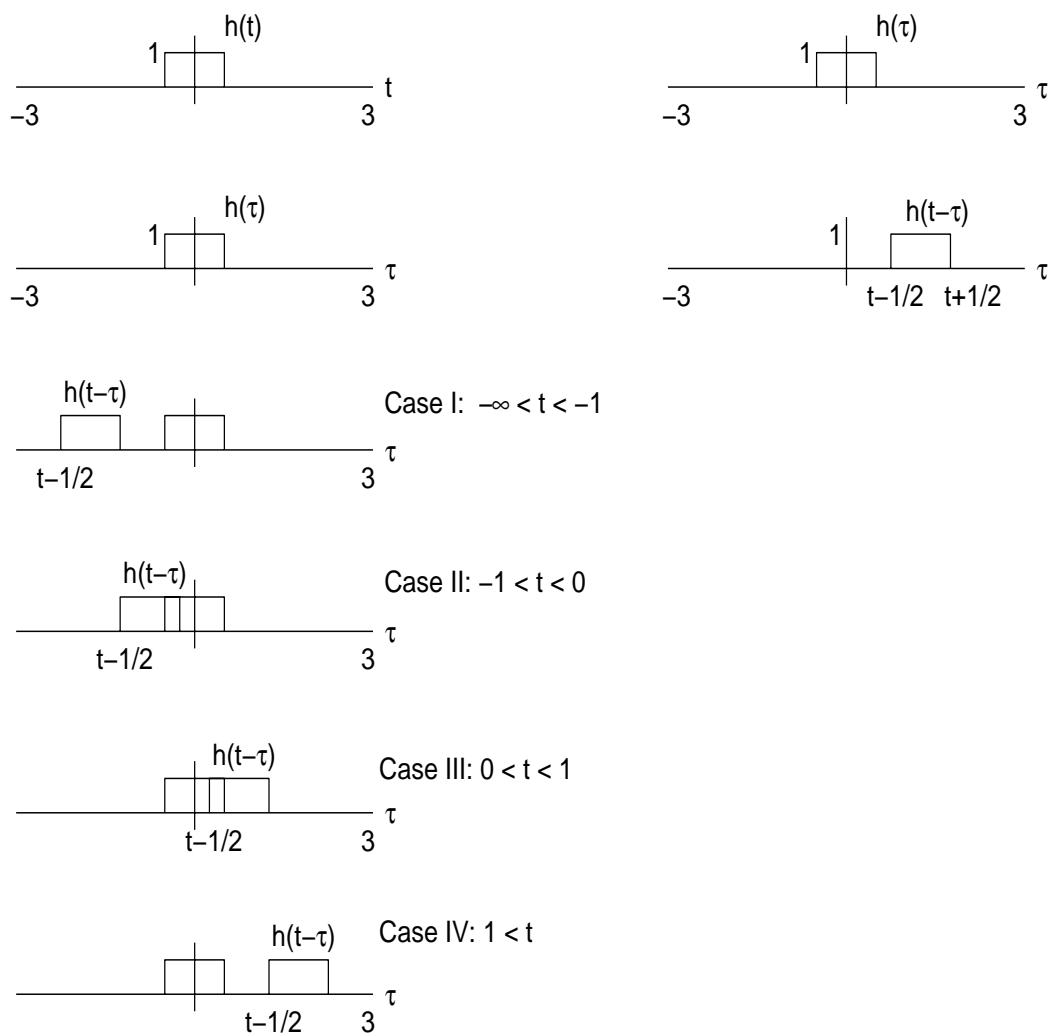 h(t)
1
t
−3
3
h(τ)
1
τ
−3
3
h(τ)
1
τ
−3
3
h(t−τ)
1
τ
−3
t−1/2
t+1/2
h(t−τ)
Case I: −∞ < t < −1
τ
t−1/2
3
h(t−τ)
Case II: −1 < t < 0
τ
t−1/2
3
h(t−τ)
Case III: 0 < t < 1
τ
t−1/2
3
h(t−τ)
Case IV: 1 < t
τ
t−1/2
3